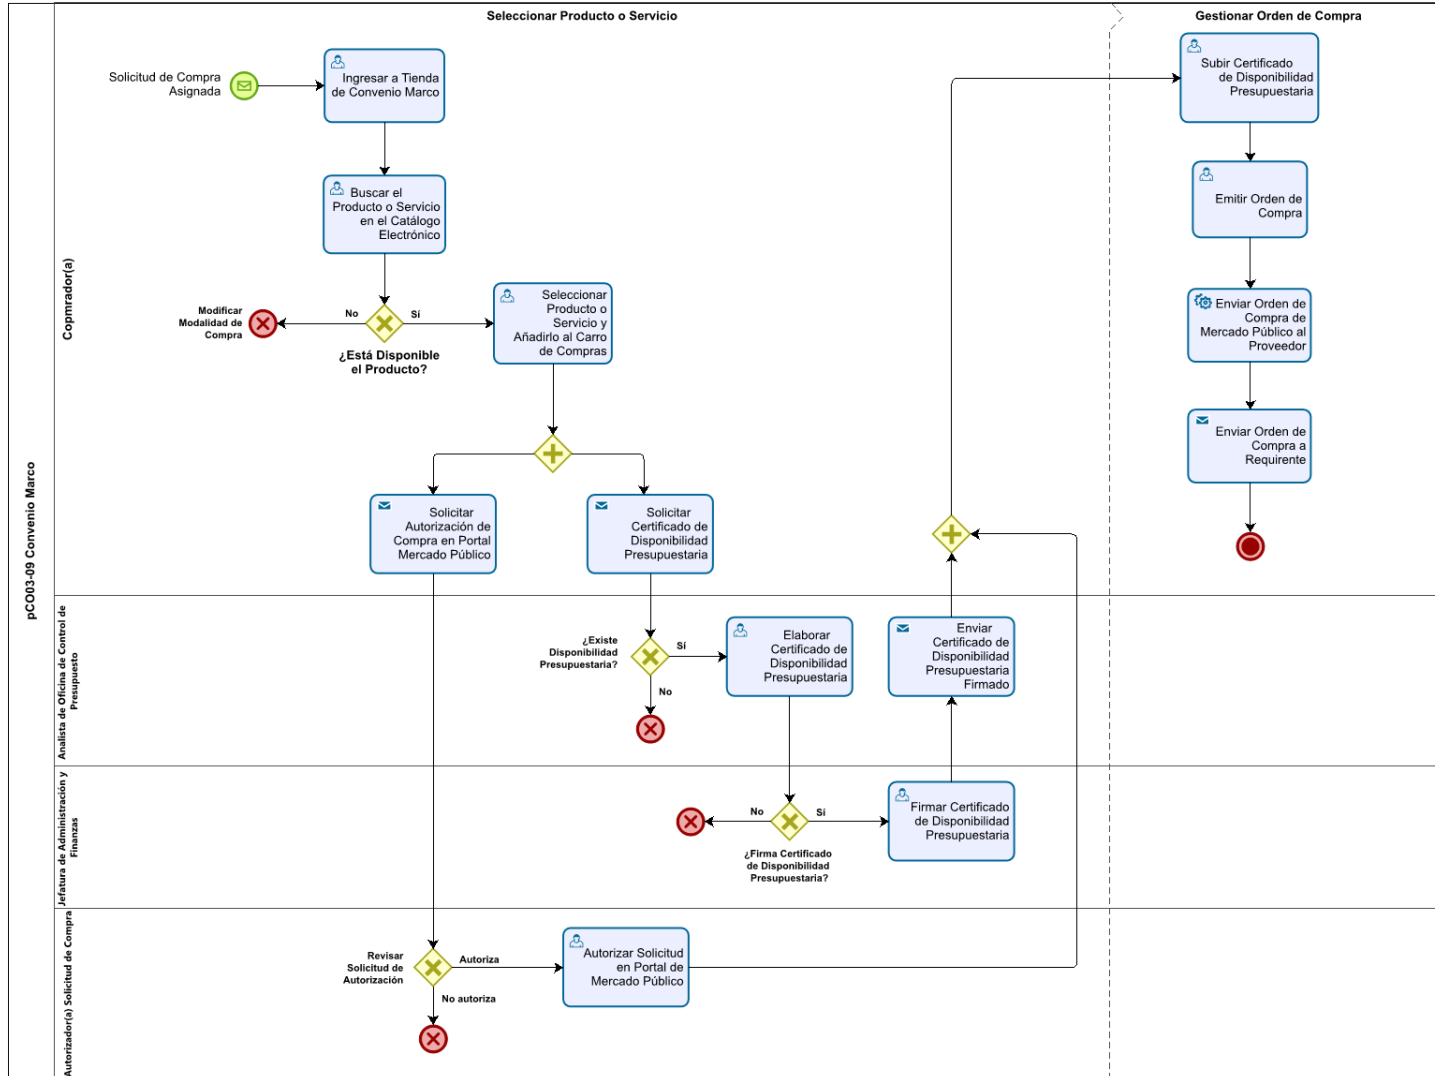 Seleccionar Producto o Servicio
Gestionar Orden de Compra
pCO03-09 Convenio Marco
Copmrador(a)
Solicitud de Compra
Asignada
Ingresar a Tienda
de Convenio Marco
Buscar el
Producto o Servicio
en el Catálogo
Electrónico
Modificar
Modalidad de
Compra
No
Sí
¿Está Disponible
el Producto?
Seleccionar
Producto o
Servicio y
Añadirlo al Carro
de Compras
Solicitar
Autorización de
Compra en Portal
Mercado Público
Solicitar
Certificado de
Disponibilidad
Presupuestaria
Subir Certificado
de Disponibilidad
Presupuestaria
Emitir Orden de
Compra
Enviar Orden de
Compra de
Mercado Público al
Proveedor
Enviar Orden de
Compra a
Requirente
Analista de Oficina de Control de
Presupuesto
¿Existe
Disponibilidad
Presupuestaria?
Sí
No
Elaborar
Certificado de
Disponibilidad
Presupuestaria
Enviar
Certificado de
Disponibilidad
Presupuestaria
Firmado
Jefatura de Administración y
Finanzas
No
Sí
¿Firma Certificado
de Disponibilidad
Presupuestaria?
Firmar Certificado
de Disponibilidad
Presupuestaria
Autorizador(a) Solicitud de Compra
Revisar
Solicitud de
Autorización
Autoriza
No autoriza
Autorizar Solicitud
en Portal de
Mercado Público